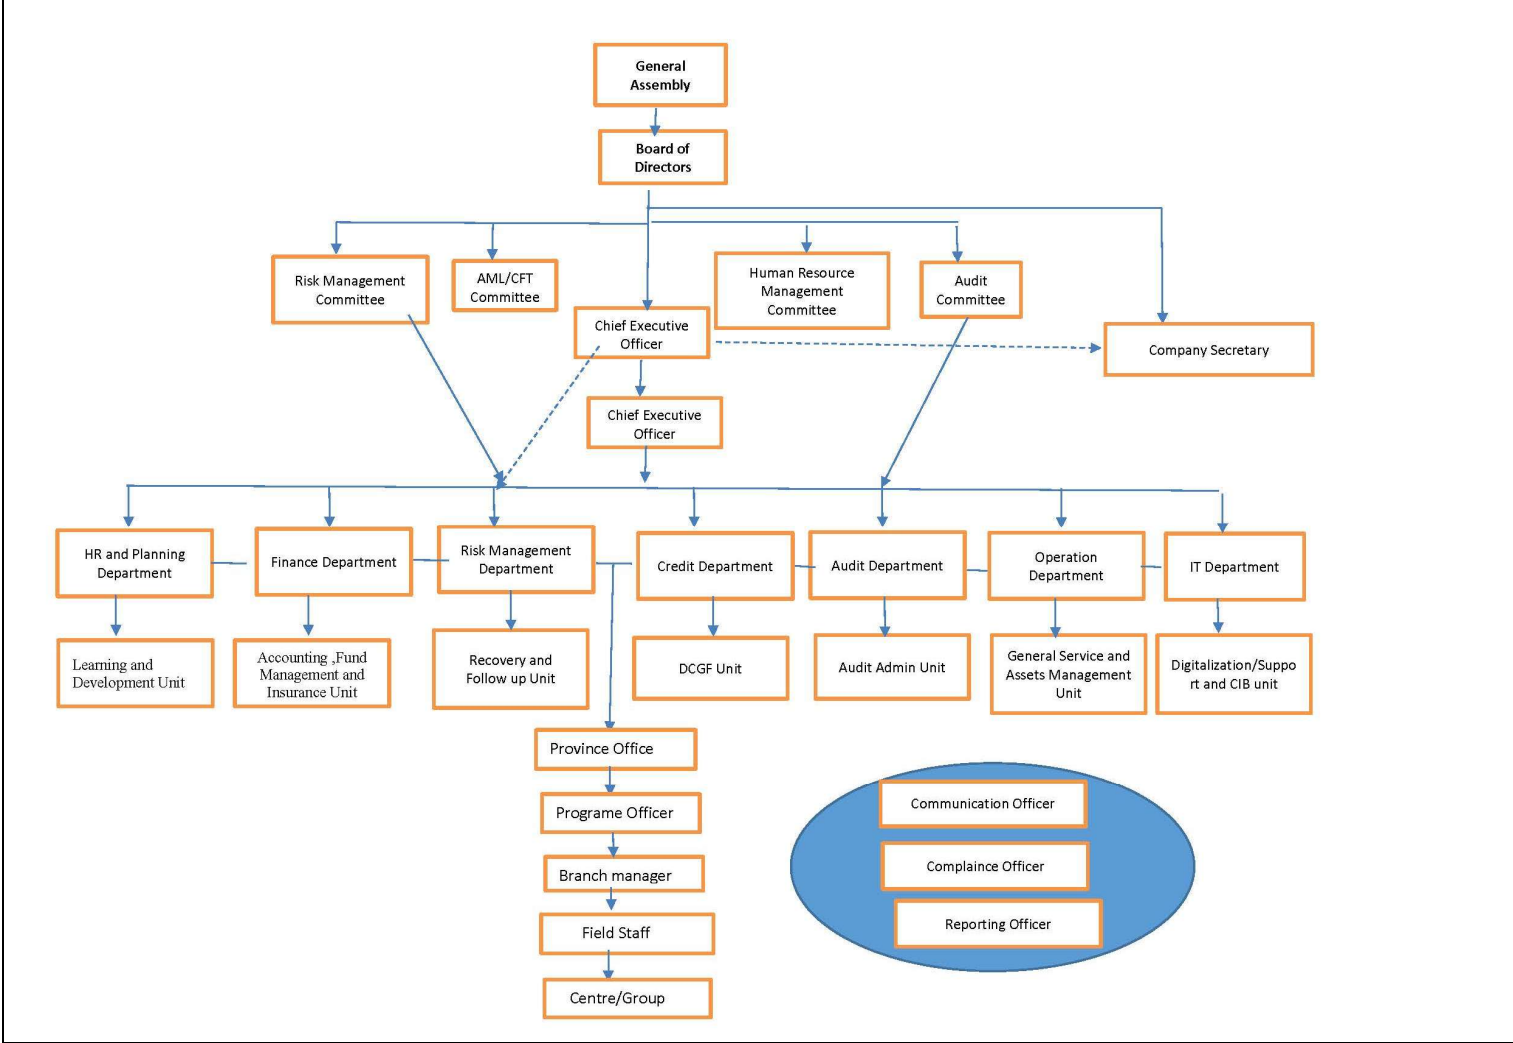 General
Assembly
Board of
Directors
Risk Management
Committee
AML/CFT
Committee
Human Resource
Management
Committee
Audit
Committee
Chief Executive
Officer
Company Secretary
Chief Executive
Officer
HR and Planning
Department
Finance Department
Risk Management
Department
Credit Department
Audit Department
Operation
Department
IT Department
Learning and
Development Unit
Accounting ,Fund
Management and
Insurance Unit
Recovery and
Follow up Unit
DCGF Unit
Audit Admin Unit
General Service and
Assets Management
Unit
Digitalization/Suppo
rt and CIB unit
Province Office
Programe Officer
Branch manager
Field Staff
Centre/Group
Communication Officer
Complaince Officer
Reporting Officer